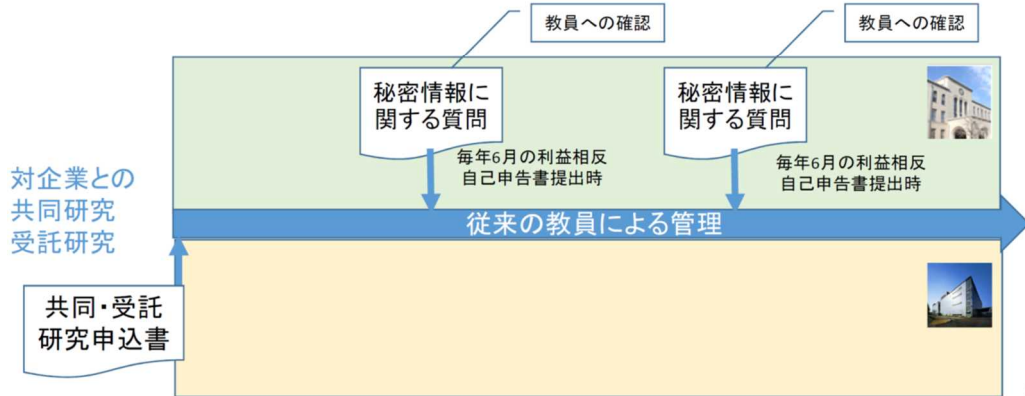 教員への確認
教員への確認
秘密情報に
関する質問
秘密情報に
関する質問
毎年6月の利益相反
自己申告書提出時
毎年6月の利益相反
自己申告書提出時
対企業との
共同研究
受託研究
従来の教員による管理
共同・受託
研究申込書